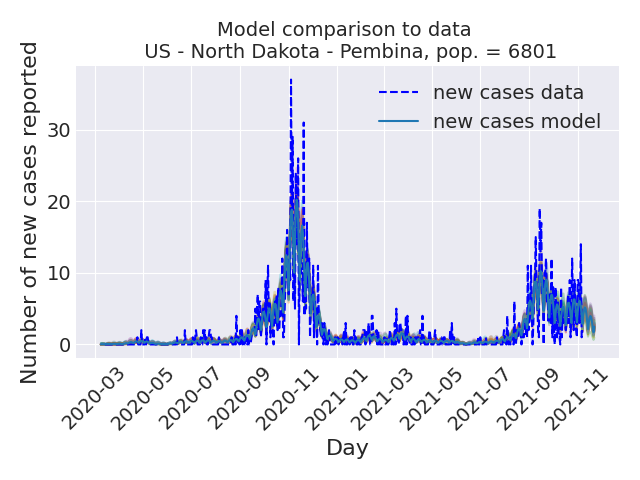 Model comparison to data
US - North Dakota - Pembina, pop. = 6801
Number of new cases reported
30
20
10
0
new cases data
new cases model
2020-03
2020-05
2020-07
2020-09
2020-11
2021-01
2021-03
2021-05
2021-07
2021-09
2021-11
Day